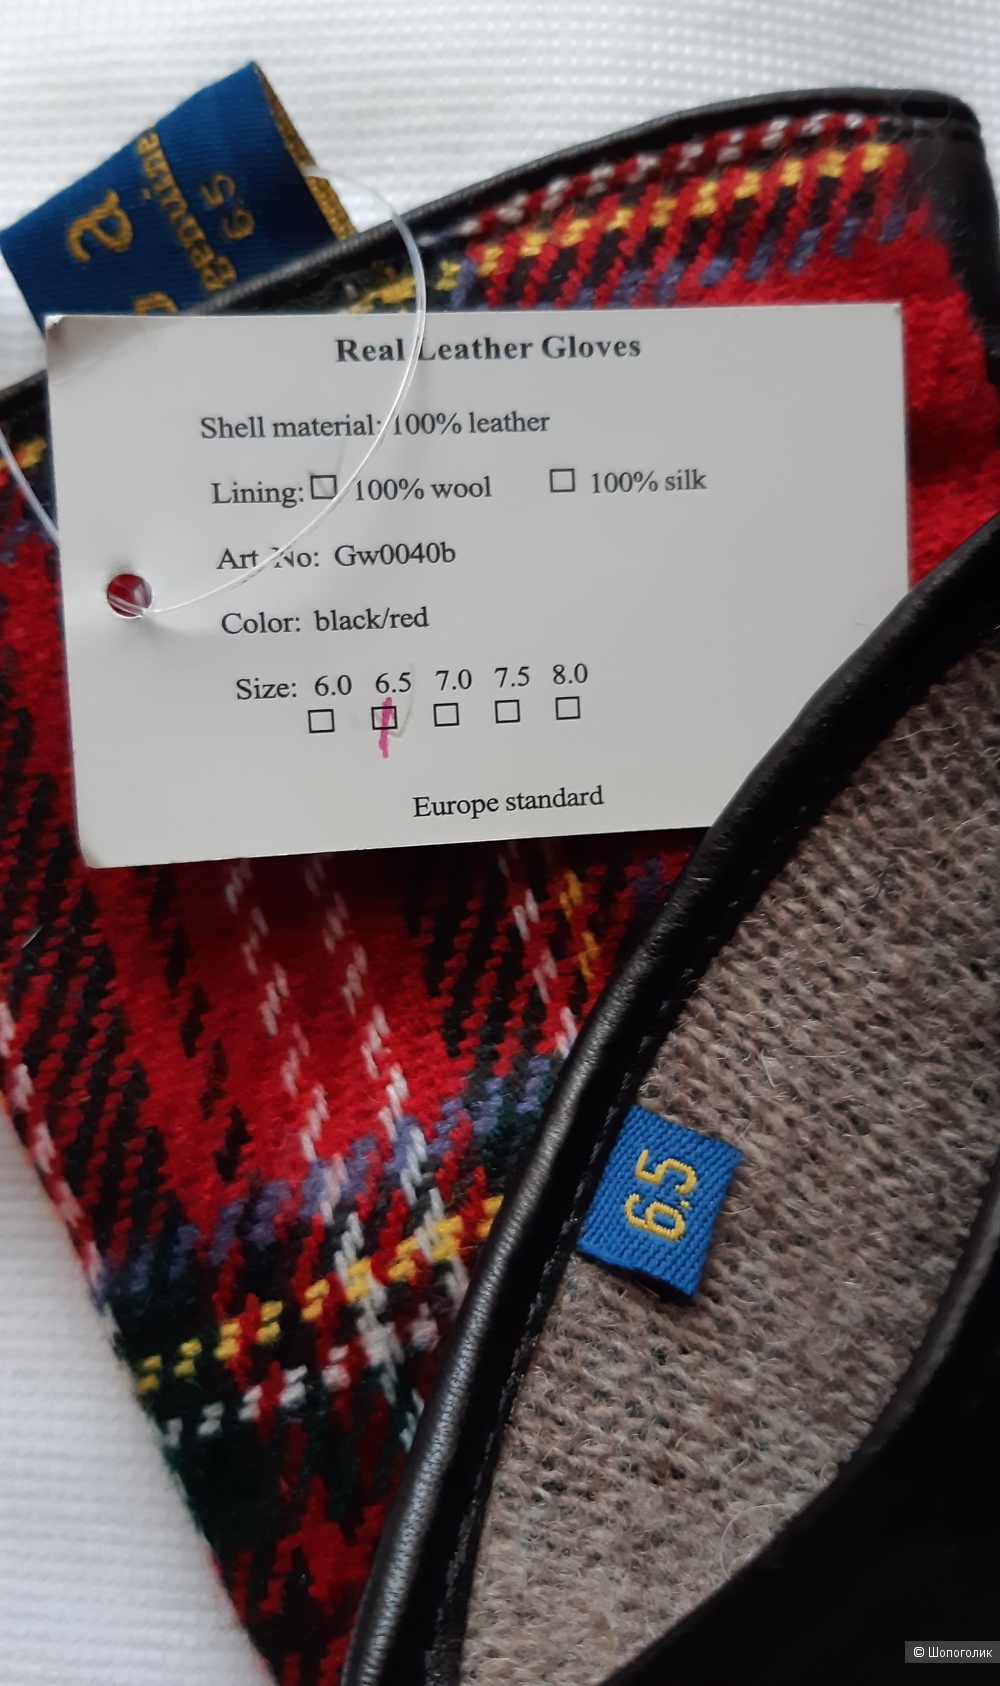 6.5
Genuine
a
Real Leather Gloves
Shell material: 100% leather
Lining: ☐ 100% wool ☐ 100% silk
Art No: Gw0040b
Color: black/red
Size: 6.0 6.5 7.0 7.5 8.0
☐ ☐ ☐ ☐ ☐
Europe standard
6.5
© Шопоголик